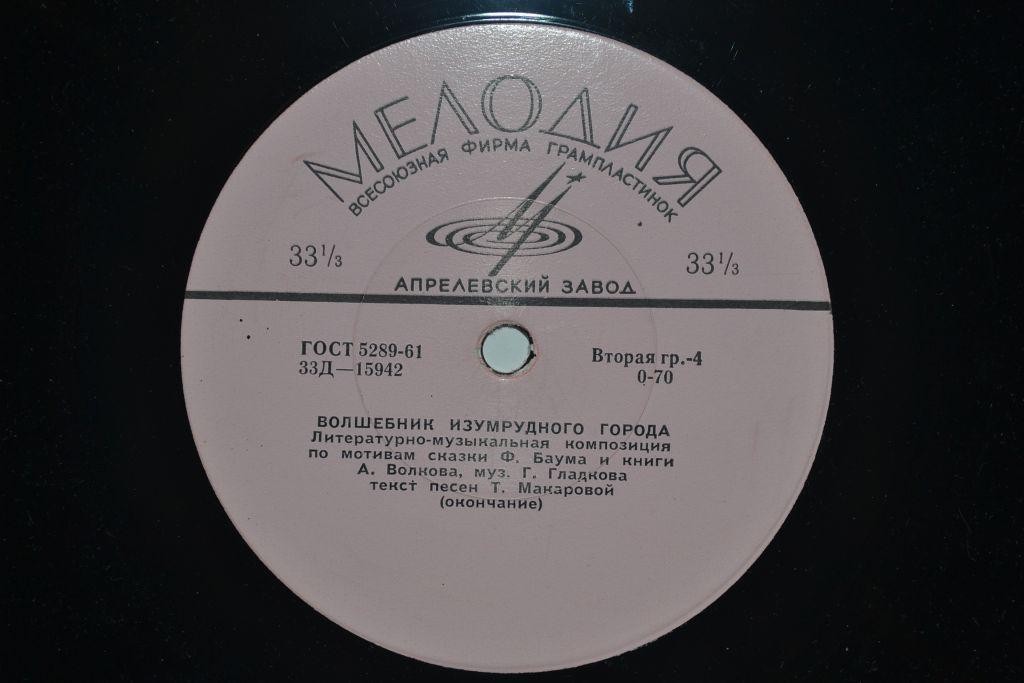 МЕЛОДИЯ
ВСЕСОЮЗНАЯ ФИРМА ГРАМПЛАСТИНОК
33⅓ 33⅓
АПРЕЛЕВСКИЙ ЗАВОД
ГОСТ 5289-61 Вторая гр.-4
33Д—15942 0-70
ВОЛШЕБНИК ИЗУМРУДНОГО ГОРОДА
Литературно-музыкальная композиция
по мотивам сказки Ф. Баума и книги
А. Волкова, муз. Г. Гладкова
текст песен Т. Макаровой
(окончание)